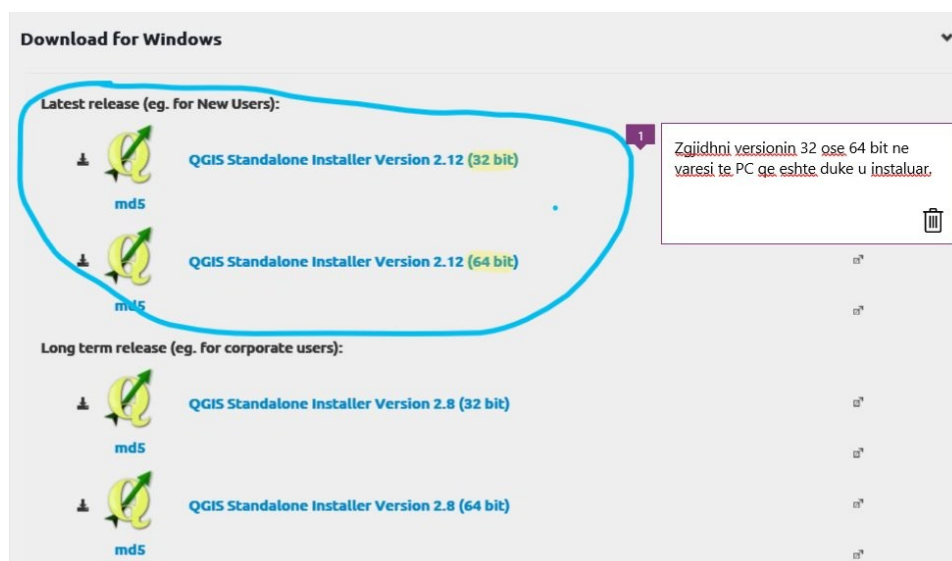 Download for Windows
Latest release (eg. for New Users):
QGIS Standalone Installer Version 2.12 (32 bit)
md5
QGIS Standalone Installer Version 2.12 (64 bit)
md5
1
Zgjidhni versionin 32 ose 64 bit ne
varesi te PC qe eshte duke u instaluar.
Long term release (eg. for corporate users):
QGIS Standalone Installer Version 2.8 (32 bit)
md5
QGIS Standalone Installer Version 2.8 (64 bit)
md5